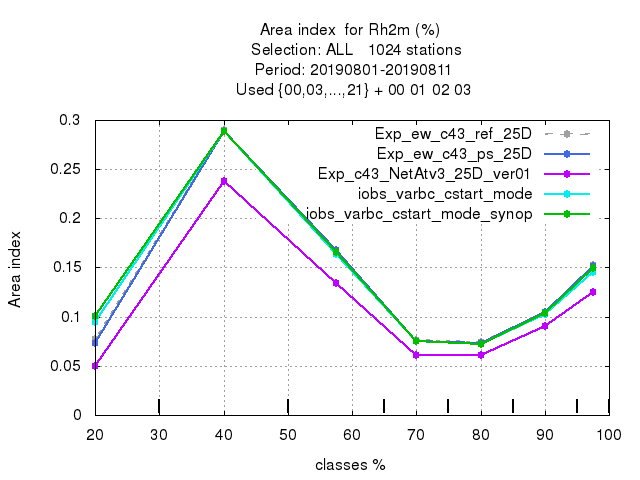 Area index  for Rh2m (%)
Selection: ALL   1024 stations
Period: 20190801-20190811
Used {00,03,...,21} + 00 01 02 03
Exp_ew_c43_ref_25D
Exp_ew_c43_ps_25D
Exp_c43_NetAtv3_25D_ver01
iobs_varbc_cstart_mode
iobs_varbc_cstart_mode_synop
Area index
0.3
0.25
0.2
0.15
0.1
0.05
0
20 30 40 50 60 70 80 90 100
classes %